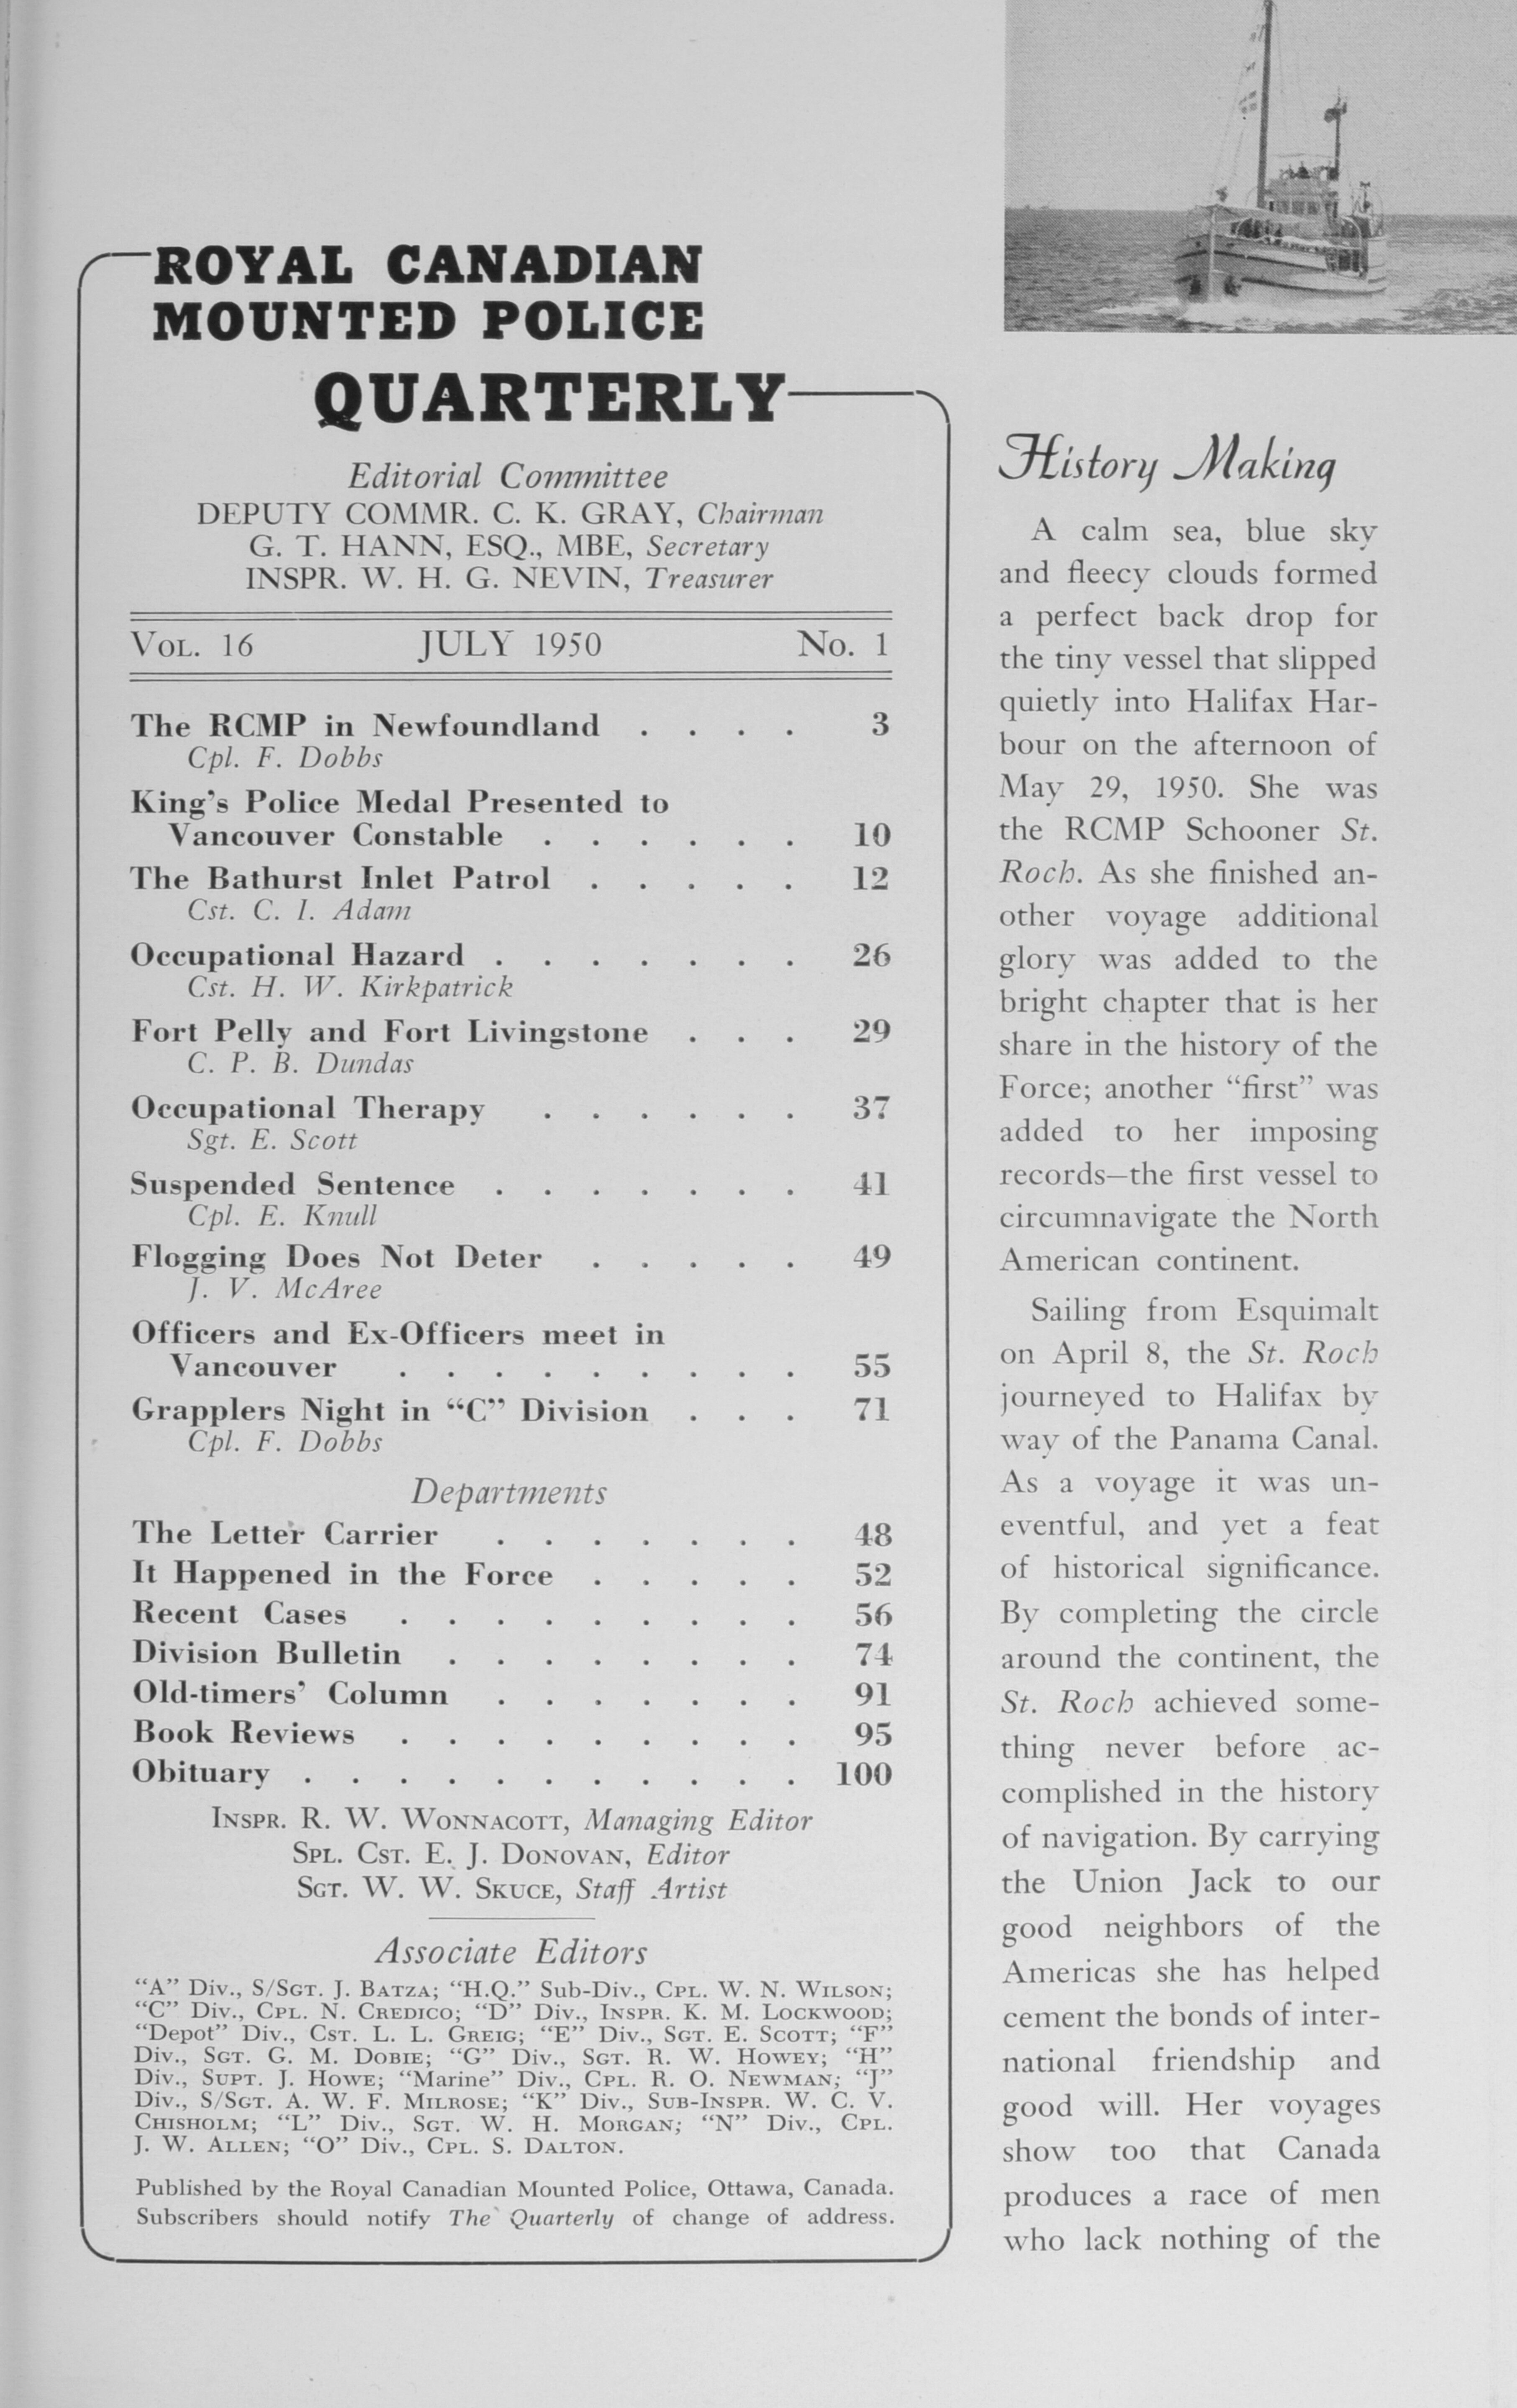 ROYAL CANADIAN
MOUNTED POLICE
QUARTERLY
Editorial Committee
DEPUTY COMMR. C. K. GRAY, Chairman
G. T. HANN, ESQ., MBE, Secretary
INSPR. W. H. G. NEVIN, Treasurer
VOL. 16 JULY 1950 No. 1
The RCMP in Newfoundland . . . . 3
Cpl. F. Dobbs
King's Police Medal Presented to
Vancouver Constable . . . . . . 10
The Bathurst Inlet Patrol . . . . . 12
Cst. C. I. Adam
Occupational Hazard . . . . . . . 26
Cst. H. W. Kirkpatrick
Fort Pelly and Fort Livingstone . . . 29
C. P. B. Dundas
Occupational Therapy . . . . . . 37
Sgt. E. Scott
Suspended Sentence . . . . . . . 41
Cpl. E. Knull
Flogging Does Not Deter . . . . . 49
J. V. McAree
Officers and Ex-Officers meet in
Vancouver . . . . . . . . . 55
Grapplers Night in “C” Division . . . 71
Cpl. F. Dobbs
Departments
The Letter Carrier . . . . . . . 48
It Happened in the Force . . . . . 52
Recent Cases . . . . . . . . . 56
Division Bulletin . . . . . . . . 74
Old-timers' Column . . . . . . . 91
Book Reviews . . . . . . . . . 95
Obituary . . . . . . . . . . . 100
INSPR. R. W. WONNACOTT, Managing Editor
SPL. CST. E. J. DONOVAN, Editor
SGT. W. W. SKUCE, Staff Artist
Associate Editors
“A” Div., S/SGT. J. BATZA; “H.Q.” Sub-Div., CPL. W. N. WILSON;
“C” Div., CPL. N. CREDICO; “D” Div., INSPR. K. M. LOCKWOOD;
“Depot” Div., CST. L. L. GREIG; “E” Div., SGT. E. SCOTT; “F”
Div., SGT. G. M. DOBIE; “G” Div., SGT. R. W. HOWEY; “H”
Div., SUPT. J. HOWE; “Marine” Div., CPL. R. O. NEWMAN; “J”
Div., S/SGT. A. W. F. MILROSE; “K” Div., SUB-INSPR. W. C. V.
CHISHOLM; “L” Div., SGT. W. H. MORGAN; “N” Div., CPL.
J. W. ALLEN; “O” Div., CPL. S. DALTON.
Published by the Royal Canadian Mounted Police, Ottawa, Canada.
Subscribers should notify The Quarterly of change of address.
History Making
A calm sea, blue sky
and fleecy clouds formed
a perfect back drop for
the tiny vessel that slipped
quietly into Halifax Har-
bour on the afternoon of
May 29, 1950. She was
the RCMP Schooner St.
Roch. As she finished an-
other voyage additional
glory was added to the
bright chapter that is her
share in the history of the
Force; another “first” was
added to her imposing
records—the first vessel to
circumnavigate the North
American continent.
Sailing from Esquimalt
on April 8, the St. Roch
journeyed to Halifax by
way of the Panama Canal.
As a voyage it was un-
eventful, and yet a feat
of historical significance.
By completing the circle
around the continent, the
St. Roch achieved some-
thing never before ac-
complished in the history
of navigation. By carrying
the Union Jack to our
good neighbors of the
Americas she has helped
cement the bonds of inter-
national friendship and
good will. Her voyages
show too that Canada
produces a race of men
who lack nothing of the